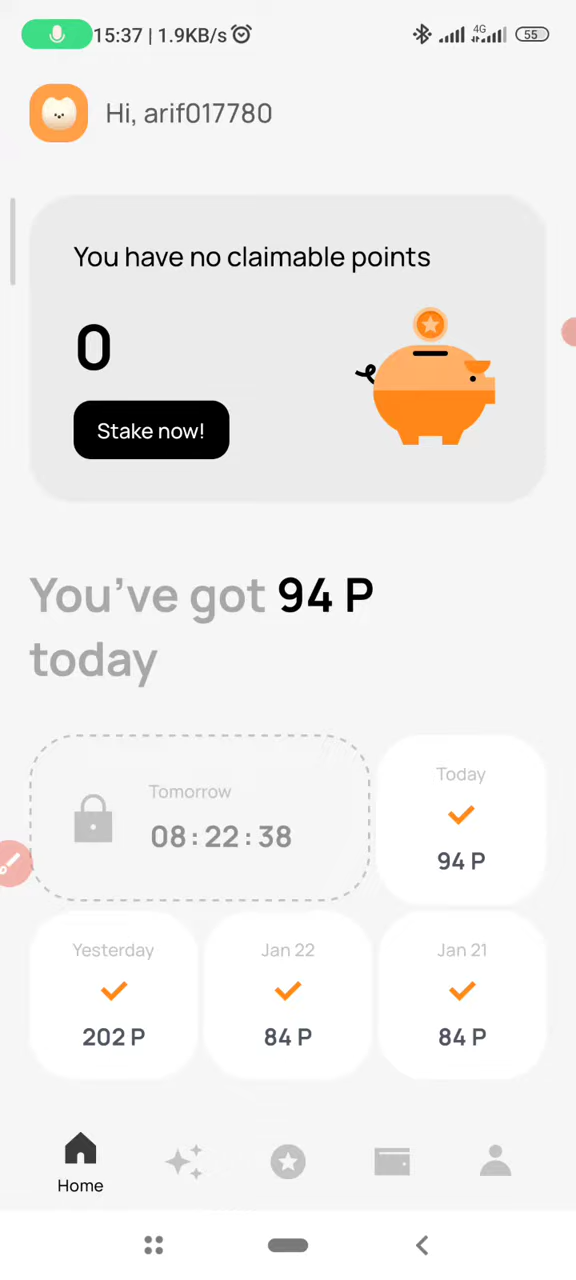 15:37 | 1.9KB/s
4G
55
Hi, arif017780
You have no claimable points
0
Stake now!
You've got 94 P
today
Tomorrow
08:22:38
Today
94 P
Yesterday
202 P
Jan 22
84 P
Jan 21
84 P
Home